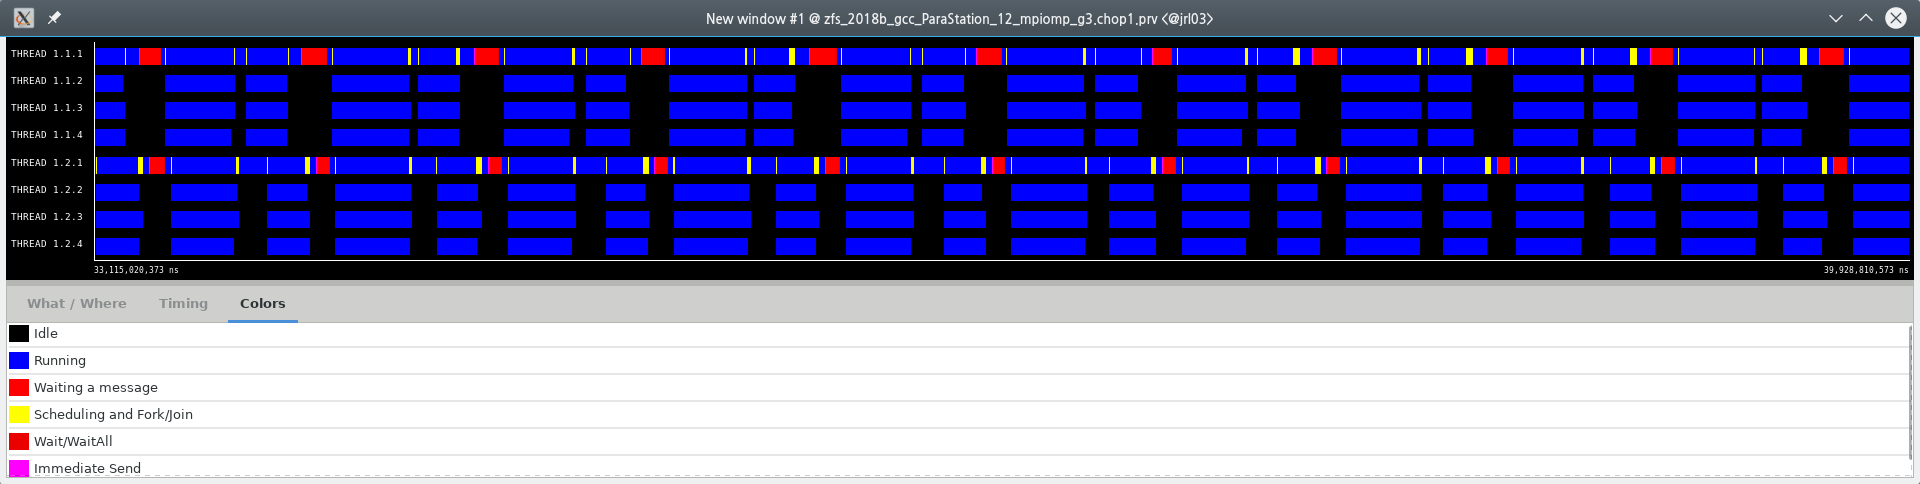 New window #1 @ zfs_2018b_gcc_ParaStation_12_mpiomp_g3.chop1.prv <@jrl03>
THREAD 1.1.1
THREAD 1.1.2
THREAD 1.1.3
THREAD 1.1.4
THREAD 1.2.1
THREAD 1.2.2
THREAD 1.2.3
THREAD 1.2.4
33,115,020,373 ns 39,928,810,573 ns
What / Where Timing Colors
Idle
Running
Waiting a message
Scheduling and Fork/Join
Wait/WaitAll
Immediate Send